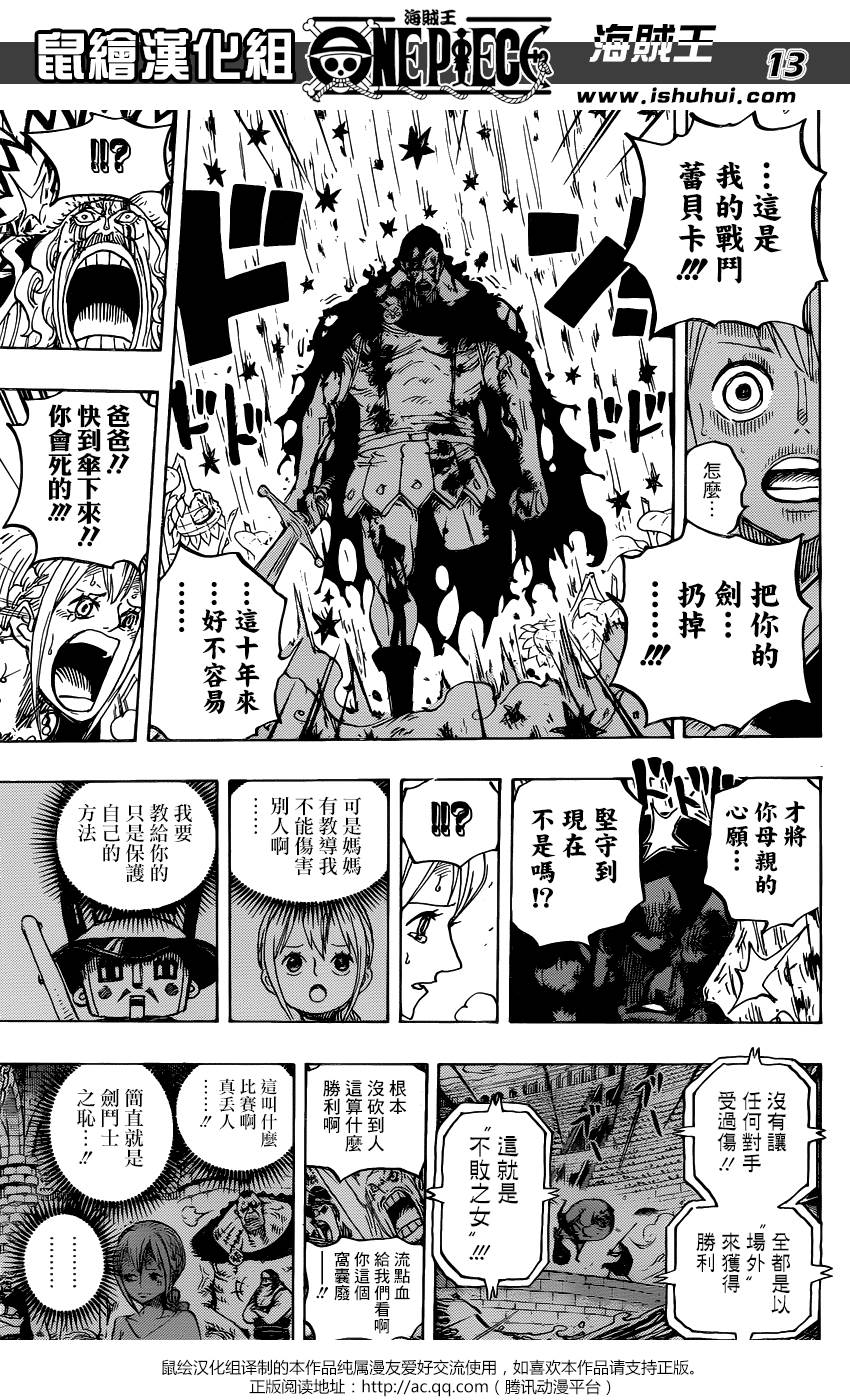 鼠繪漢化組
海賊王
ONE PIECE
海賊王
13
www.ishuhui.com
…這是
我的戰鬥
蕾貝卡!!!
怎麼…
把你的
劍…
扔掉
……!!!
ドン
ドドド
ドドド
…這十年來
…好不容易
……
!!?
爸爸!!
快到傘下來!!
你會死的!!!
才將
你母親的
心願…
堅守到
現在
不是嗎!?
ドドド
!!?
可是媽媽
有教導我
不能傷害
別人啊
……
我要
教給你的
只是保護
自己的
方法
沒有讓
任何對手
受過傷!!
全都是以
"場外"
來獲得
勝利
這就是
"不敗之女"!!!
根本
沒砍到人
這算什麼
勝利啊
流點血
給我們看啊
你這個
窩囊廢
——!!
這叫什麼
比賽啊
真丟人
……!!
簡直就是
劍鬥士
之恥…!!
……
鼠绘汉化组译制的本作品纯属漫友爱好交流使用，如喜欢本作品请支持正版。
正版阅读地址：http://ac.qq.com（腾讯动漫平台）